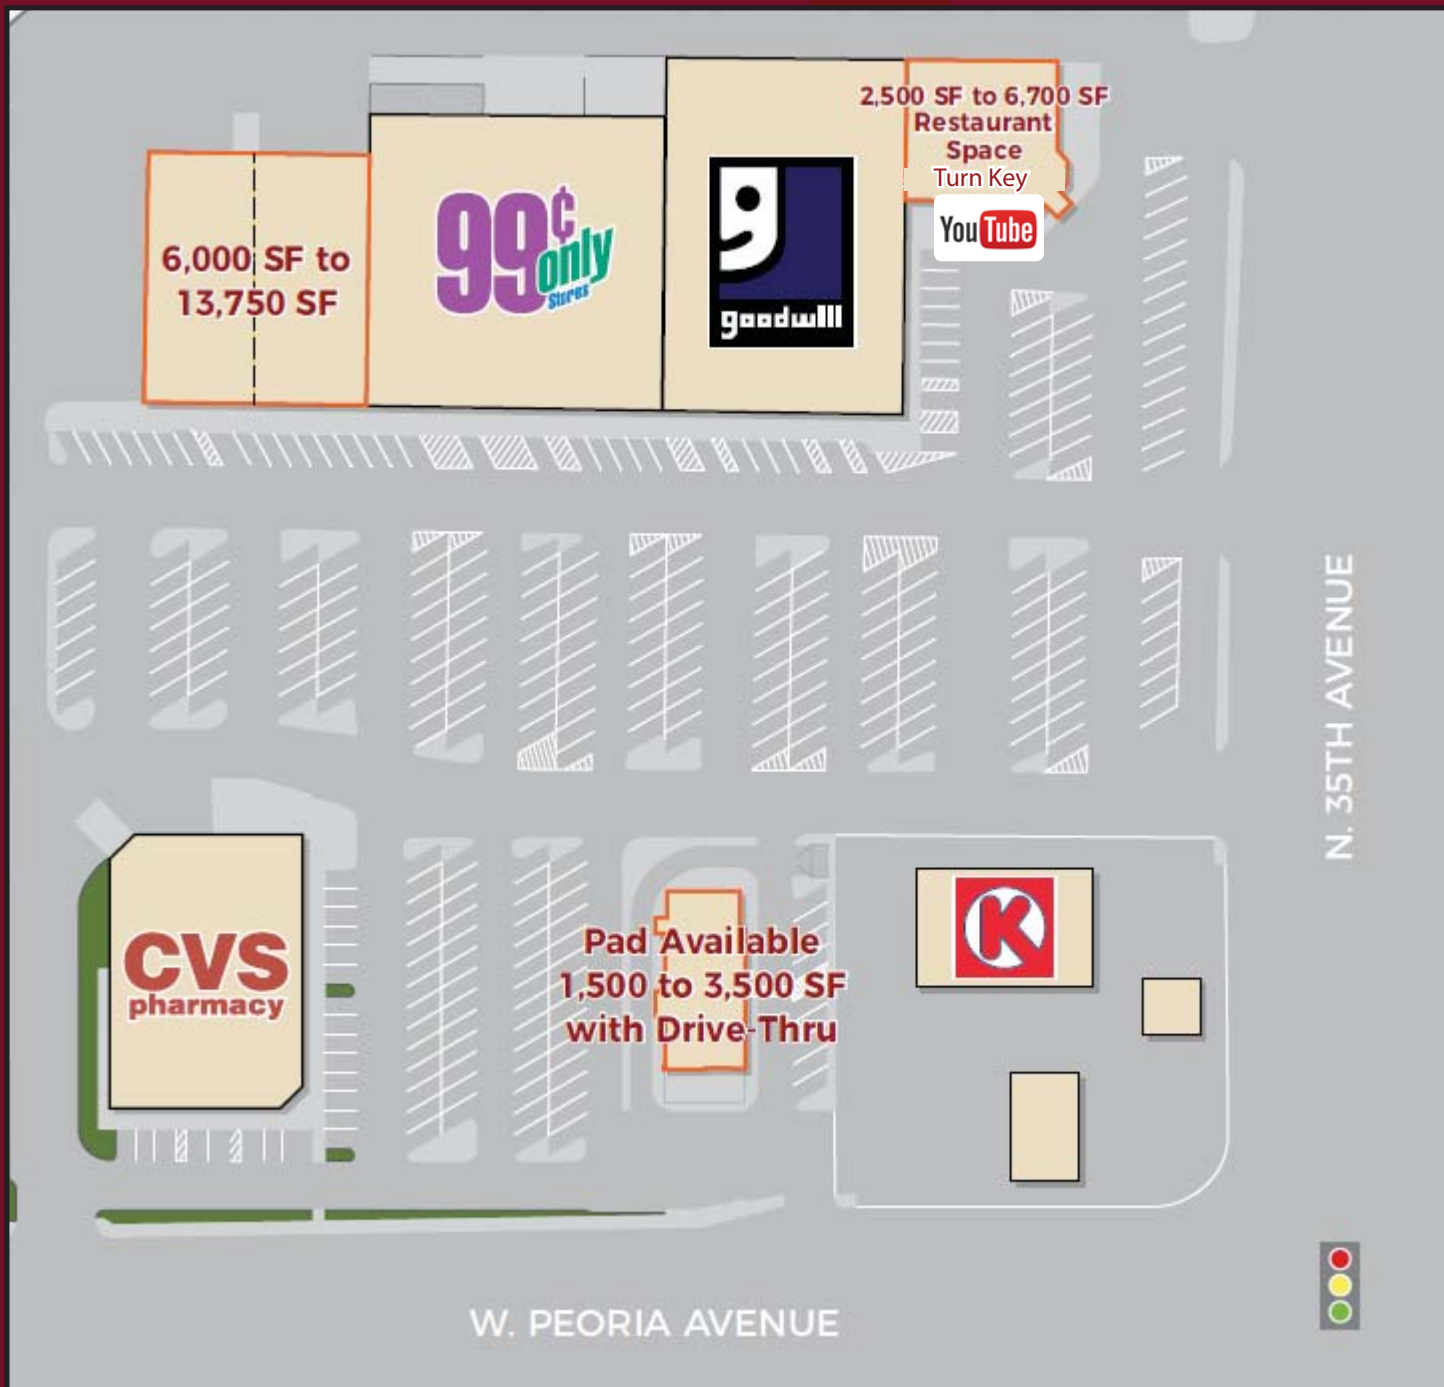 2,500 SF to 6,700 SF
Restaurant
Space
Turn Key
YouTube
6,000 SF to
13,750 SF
99¢
only
Stores
goodwill
N. 35TH AVENUE
CVS
pharmacy
Pad Available
1,500 to 3,500 SF
with Drive-Thru
K
W. PEORIA AVENUE